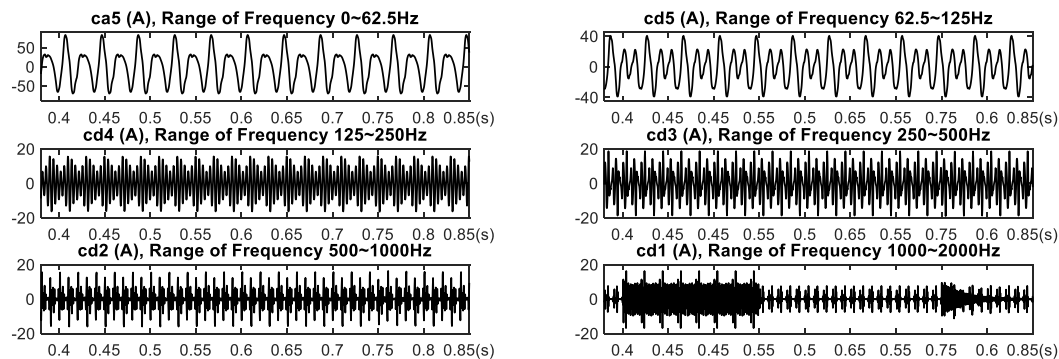 ca5 (A), Range of Frequency 0~62.5Hz
50
0
-50
0.4 0.45 0.5 0.55 0.6 0.65 0.7 0.75 0.8 0.85(s)
cd5 (A), Range of Frequency 62.5~125Hz
40
0
-40
0.4 0.45 0.45 0.55 0.5 0.65 0.55 0.75 0.6 0.85(s)
cd4 (A), Range of Frequency 125~250Hz
20
0
-20
0.4 0.45 0.5 0.55 0.6 0.65 0.7 0.75 0.8 0.85(s)
cd3 (A), Range of Frequency 250~500Hz
20
0
-20
0.4 0.45 0.45 0.55 0.5 0.65 0.55 0.75 0.6 0.85(s)
cd2 (A), Range of Frequency 500~1000Hz
20
0
-20
0.4 0.45 0.5 0.55 0.6 0.65 0.7 0.75 0.8 0.85(s)
cd1 (A), Range of Frequency 1000~2000Hz
20
0
-20
0.4 0.45 0.45 0.55 0.5 0.65 0.55 0.75 0.6 0.85(s)